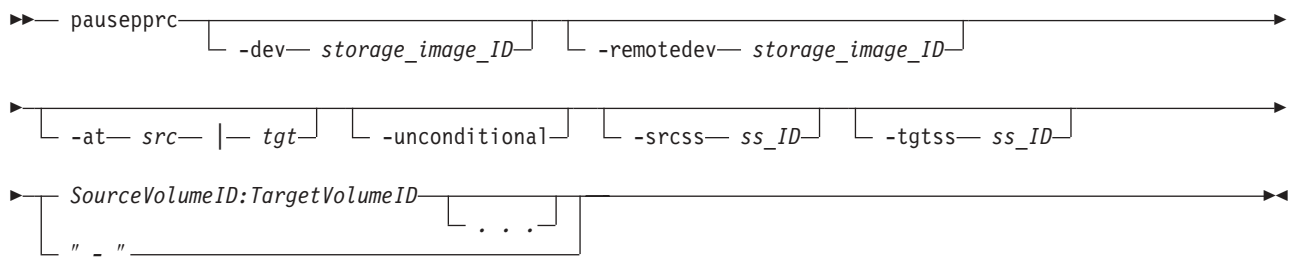 pausepprc -dev storage_image_ID -remotedev storage_image_ID
-at src | tgt -unconditional -srcss ss_ID -tgtss ss_ID
SourceVolumeID:TargetVolumeID . . .
" - "